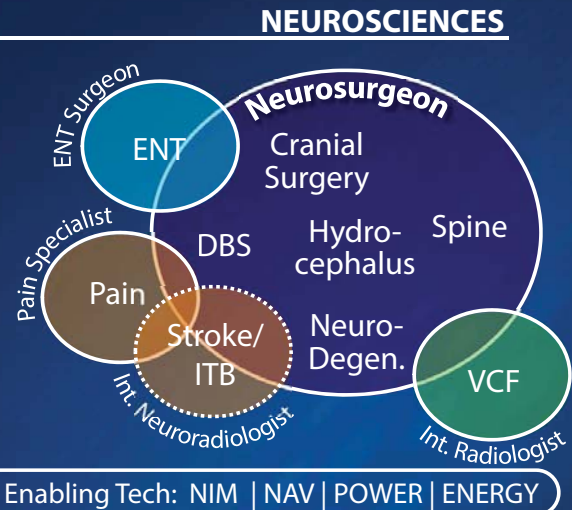 NEUROSCIENCES
ENT Surgeon
Neurosurgeon
ENT
Cranial
Surgery
Pain Specialist
DBS
Hydro-
cephalus
Spine
Pain
Stroke/
ITB
Neuro-
Degen.
VCF
Int. Neuroradiologist
Int. Radiologist
Enabling Tech: NIM | NAV | POWER | ENERGY